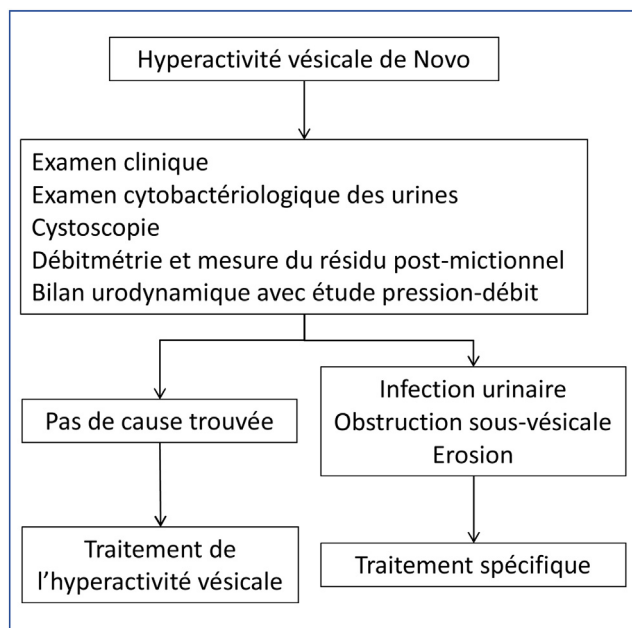 Hyperactivité vésicale de Novo
Examen clinique
Examen cytobactériologique des urines
Cystoscopie
Débitmétrie et mesure du résidu post-mictionnel
Bilan urodynamique avec étude pression-débit
Pas de cause trouvée
Infection urinaire
Obstruction sous-vésicale
Erosion
Traitement de
l’hyperactivité vésicale
Traitement spécifique